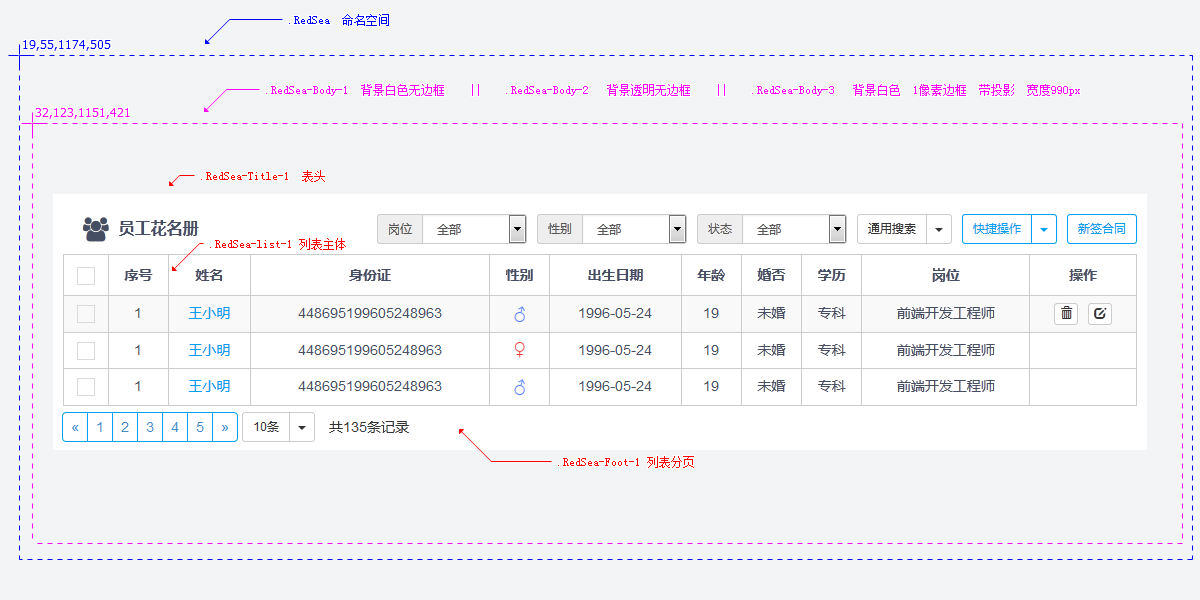 .RedSea 命名空间
19,55,1174,505
.RedSea-Body-1 背景白色无边框 || .RedSea-Body-2 背景透明无边框 || .RedSea-Body-3 背景白色 1像素边框 带投影 宽度990px
32,123,1151,421
.RedSea-Title-1 表头
员工花名册 岗位 全部 性别 全部 状态 全部 通用搜索 快捷操作 新签合同
.RedSea-list-1 列表主体
序号 姓名 身份证 性别 出生日期 年龄 婚否 学历 岗位 操作
1 王小明 448695199605248963 ♂ 1996-05-24 19 未婚 专科 前端开发工程师
1 王小明 448695199605248963 ♀ 1996-05-24 19 未婚 专科 前端开发工程师
1 王小明 448695199605248963 ♂ 1996-05-24 19 未婚 专科 前端开发工程师
« 1 2 3 4 5 » 10条 共135条记录
.RedSea-Foot-1 列表分页